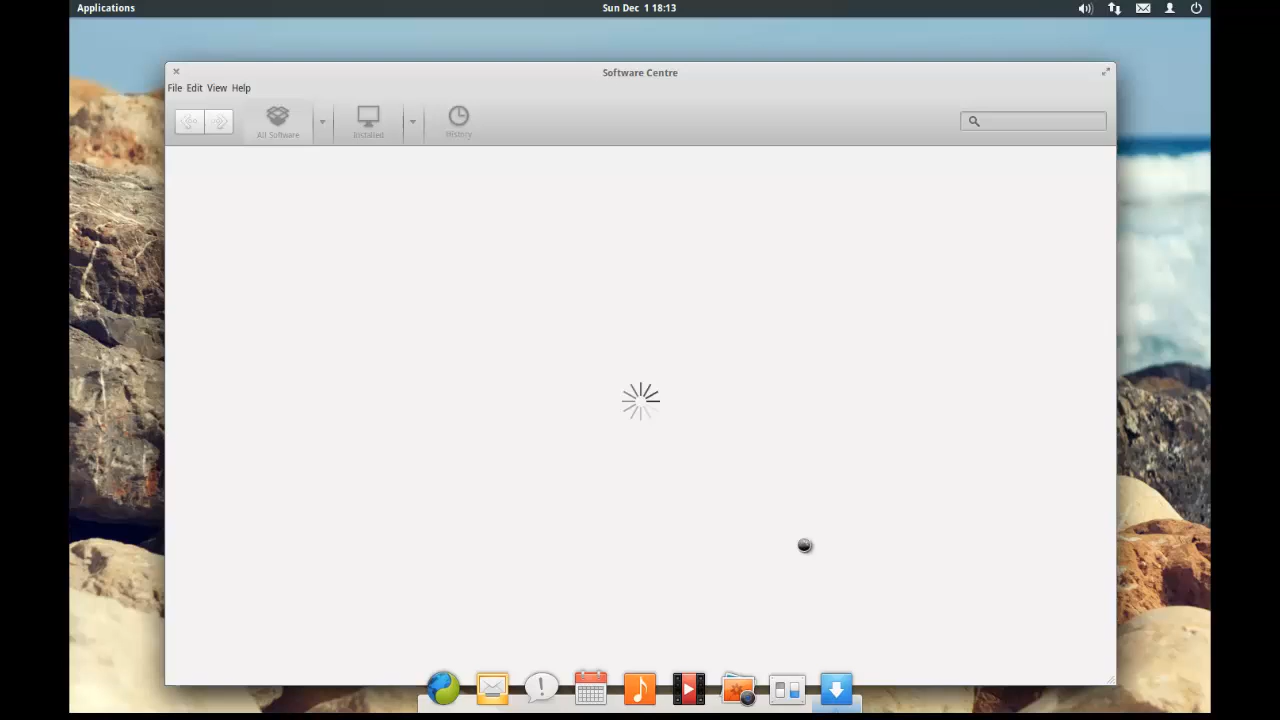 Applications
Sun Dec 1 18:13
Software Centre
File Edit View Help
All Software
Installed
History